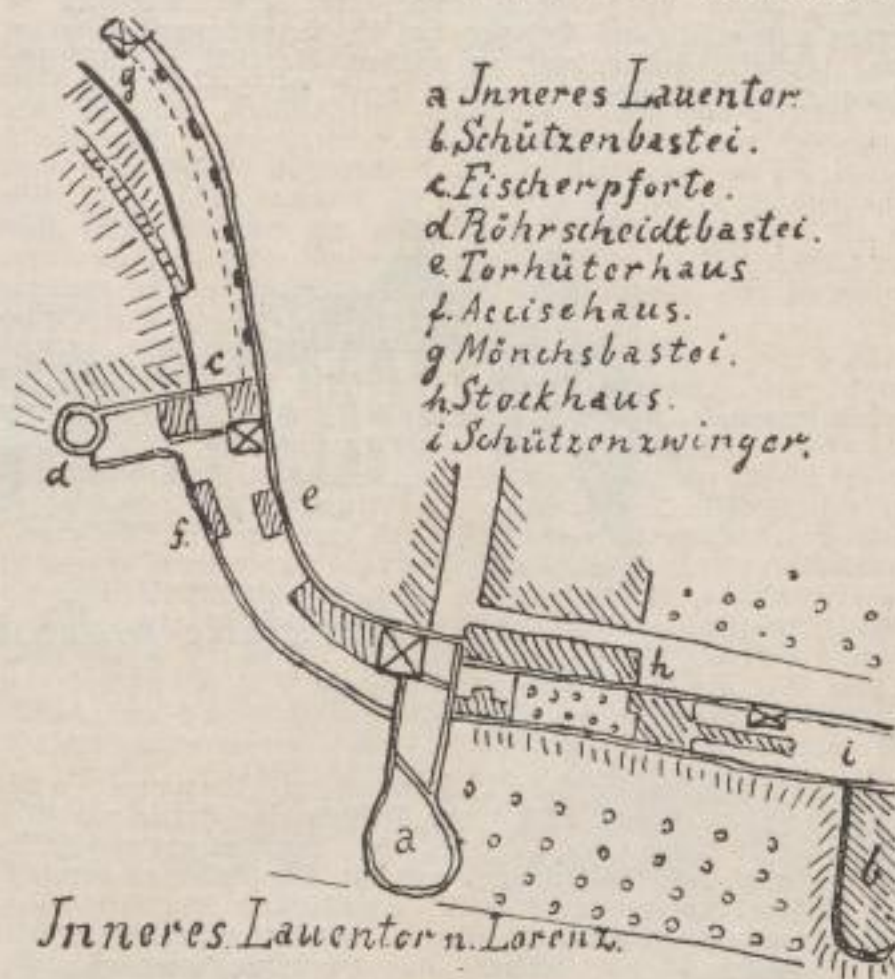 a Inneres Lauentor
b. Schützenbastei.
c. Fischerpforte.
d. Röhrscheidtbastei.
e. Torhüterhaus
f. Accisehaus.
g Mönchsbastei.
h. Stockhaus.
i Schützenzwinger.
g
c
d
e
f.
h
i
a
b
Inneres Lauentor n. Lorenz.